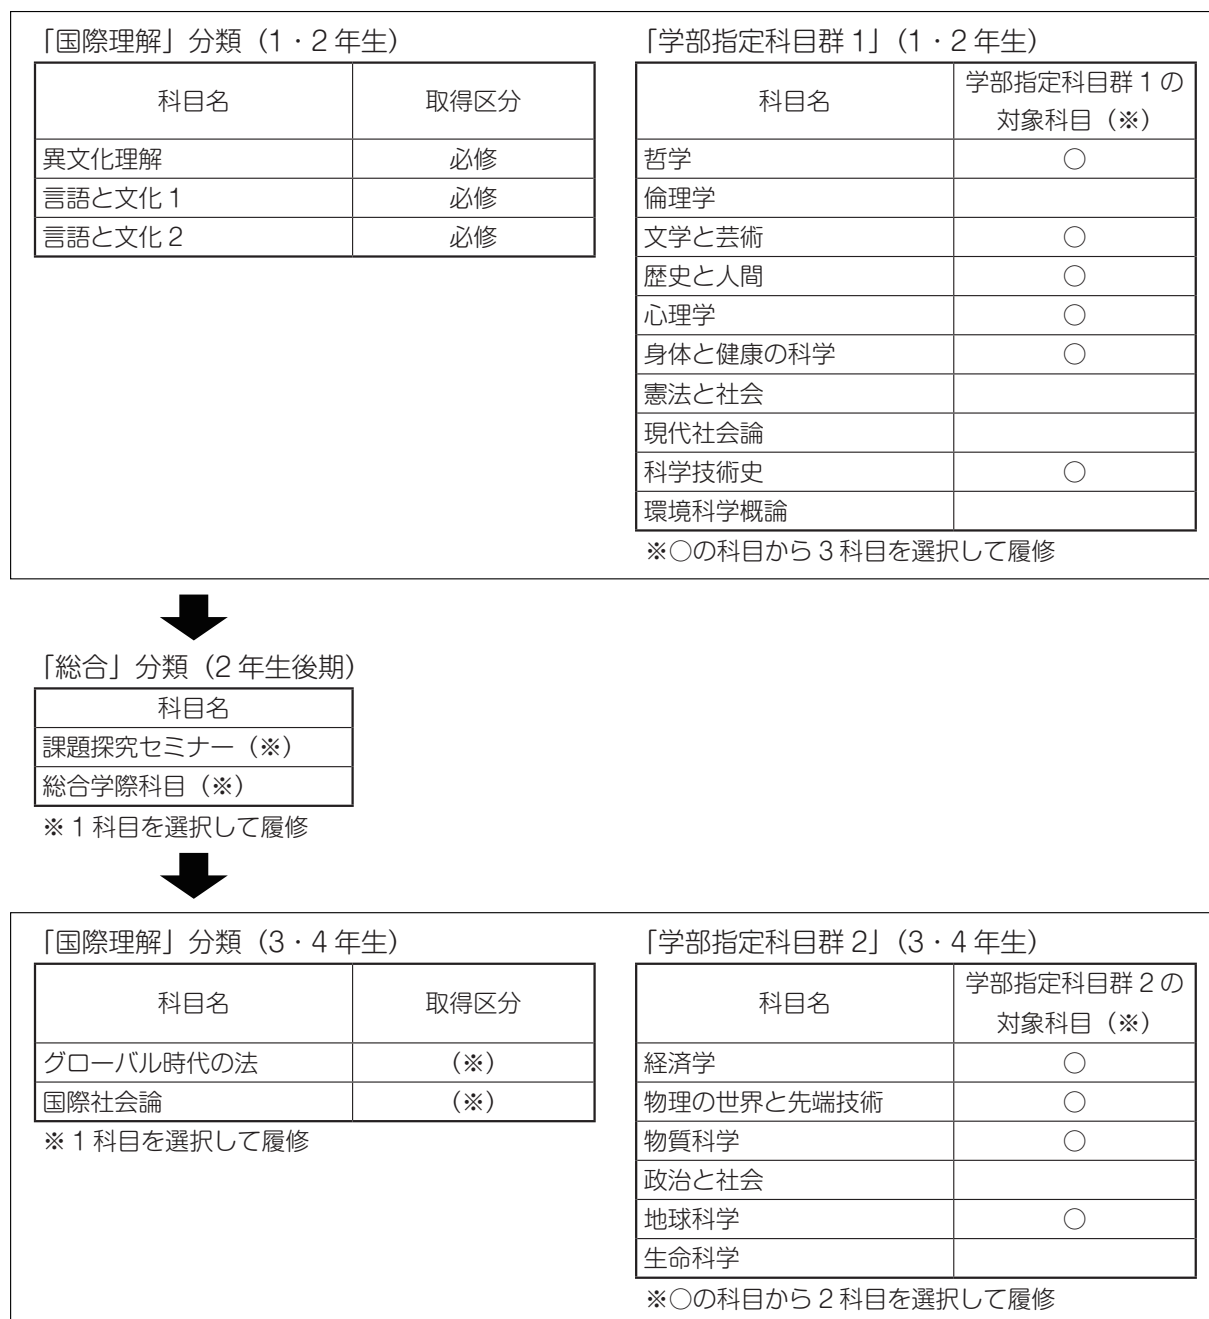 「国際理解」分類（1・2年生）
科目名 取得区分
異文化理解 必修
言語と文化1 必修
言語と文化2 必修
「学部指定科目群1」（1・2年生）
科目名 学部指定科目群1の
対象科目（※）
哲学 ○
倫理学
文学と芸術 ○
歴史と人間 ○
心理学 ○
身体と健康の科学 ○
憲法と社会
現代社会論
科学技術史 ○
環境科学概論
※○の科目から3科目を選択して履修
「総合」分類（2年生後期）
科目名
課題探究セミナー（※）
総合学際科目（※）
※1科目を選択して履修
「国際理解」分類（3・4年生）
科目名 取得区分
グローバル時代の法 （※）
国際社会論 （※）
※1科目を選択して履修
「学部指定科目群2」（3・4年生）
科目名 学部指定科目群2の
対象科目（※）
経済学 ○
物理の世界と先端技術 ○
物質科学 ○
政治と社会
地球科学 ○
生命科学
※○の科目から2科目を選択して履修